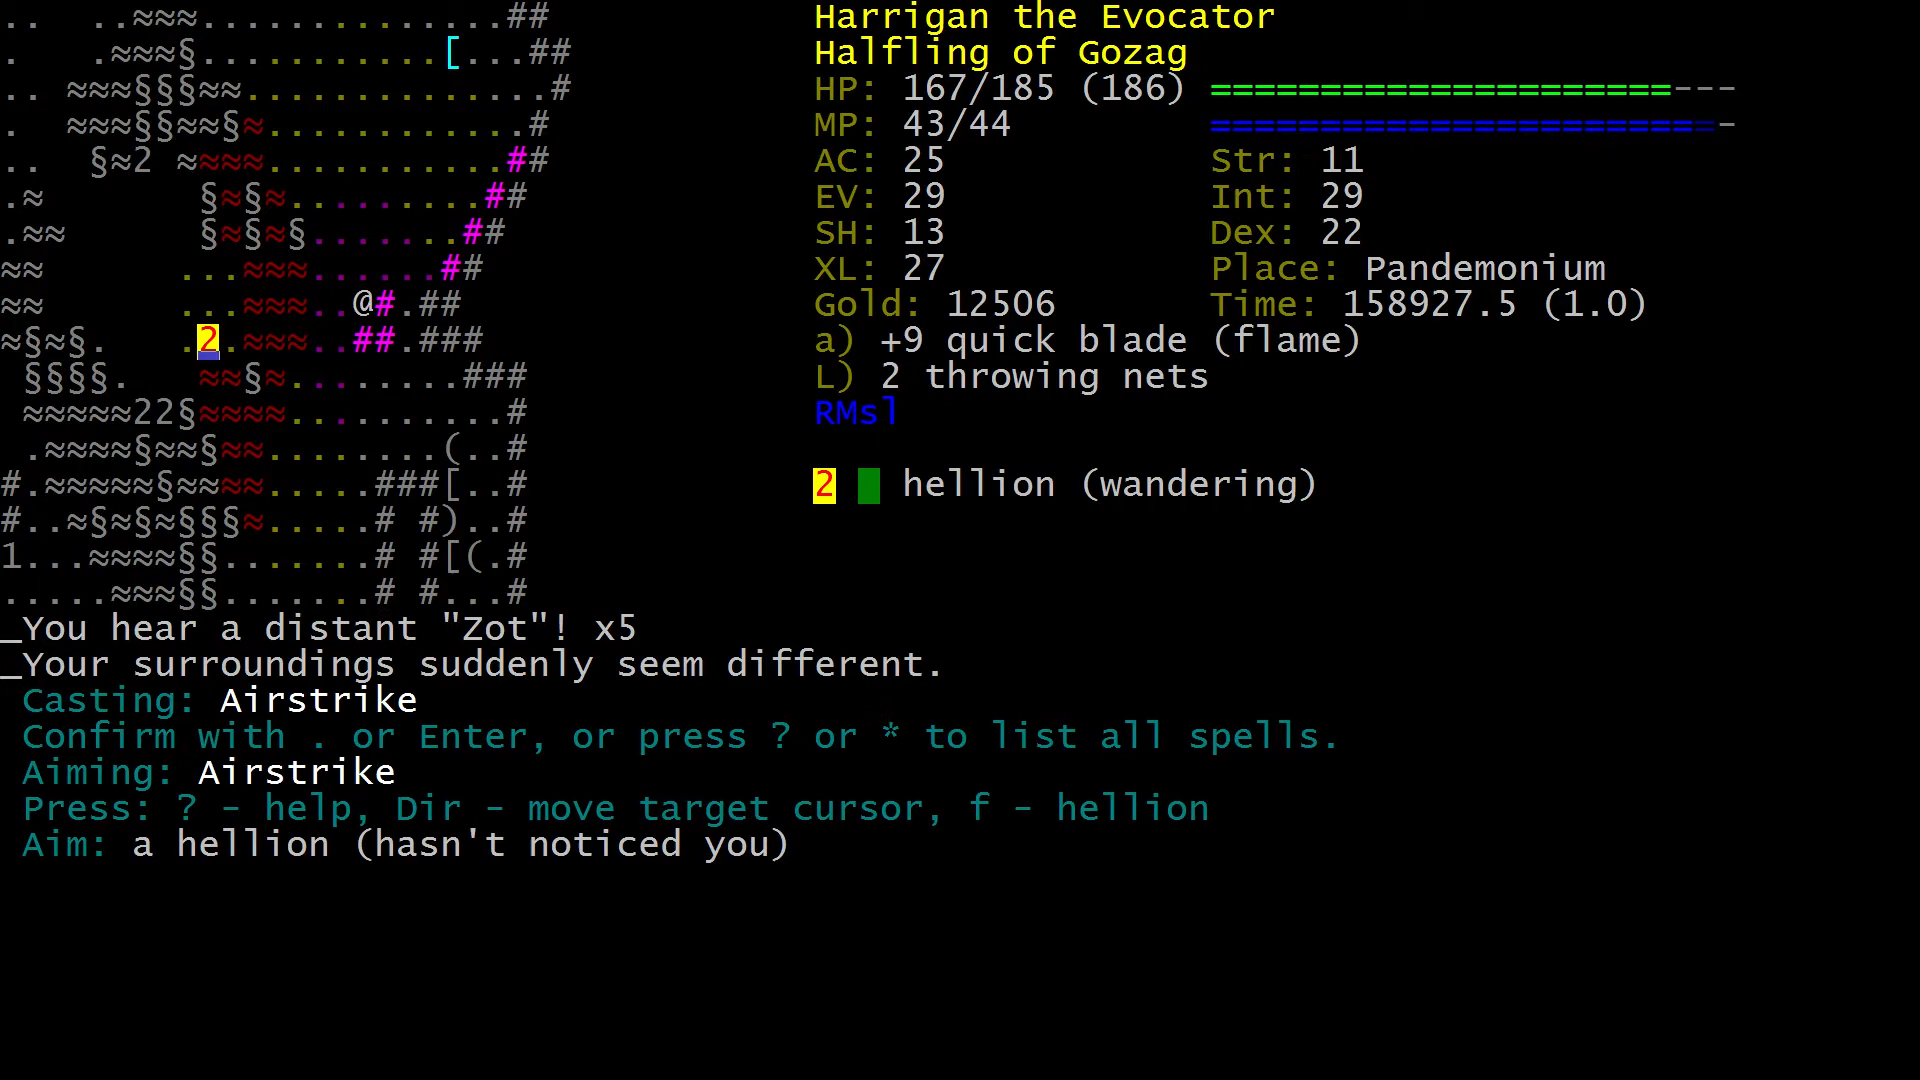 ..   ..≈≈≈..............##   Harrigan the Evocator
.    .≈≈≈§...........[...##   Halfling of Gozag
.. ≈≈≈§§§≈≈..............#   HP: 167/185 (186) =====================---
.  ≈≈≈§§≈≈§≈............#   MP: 43/44 =======================-
..  §≈2 ≈≈≈≈...........##   AC: 25 Str: 11
.≈       §≈§≈.........##   EV: 29 Int: 29
.≈≈      §≈§≈§.......##   SH: 13 Dex: 22
≈≈      ...≈≈≈......##   XL: 27 Place: Pandemonium
≈≈      ...≈≈≈..@#.##   Gold: 12506 Time: 158927.5 (1.0)
≈§≈§.   .2.≈≈≈..##.###   a) +9 quick blade (flame)
 §§§§.   ≈≈§≈........###   L) 2 throwing nets
 ≈≈≈≈≈22§≈≈≈≈..........#   RMsl
 .≈≈≈≈§≈≈§≈≈........(..#
#.≈≈≈≈≈§≈≈≈≈.....###[..#   2 hellion (wandering)
#..≈§≈§≈§§§≈.....# #)..#
1...≈≈≈≈§§.......# #[(.#
.....≈≈≈§§.......# #...#
_You hear a distant "Zot"! x5
_Your surroundings suddenly seem different.
Casting: Airstrike
Confirm with . or Enter, or press ? or * to list all spells.
Aiming: Airstrike
Press: ? - help, Dir - move target cursor, f - hellion
Aim: a hellion (hasn't noticed you)